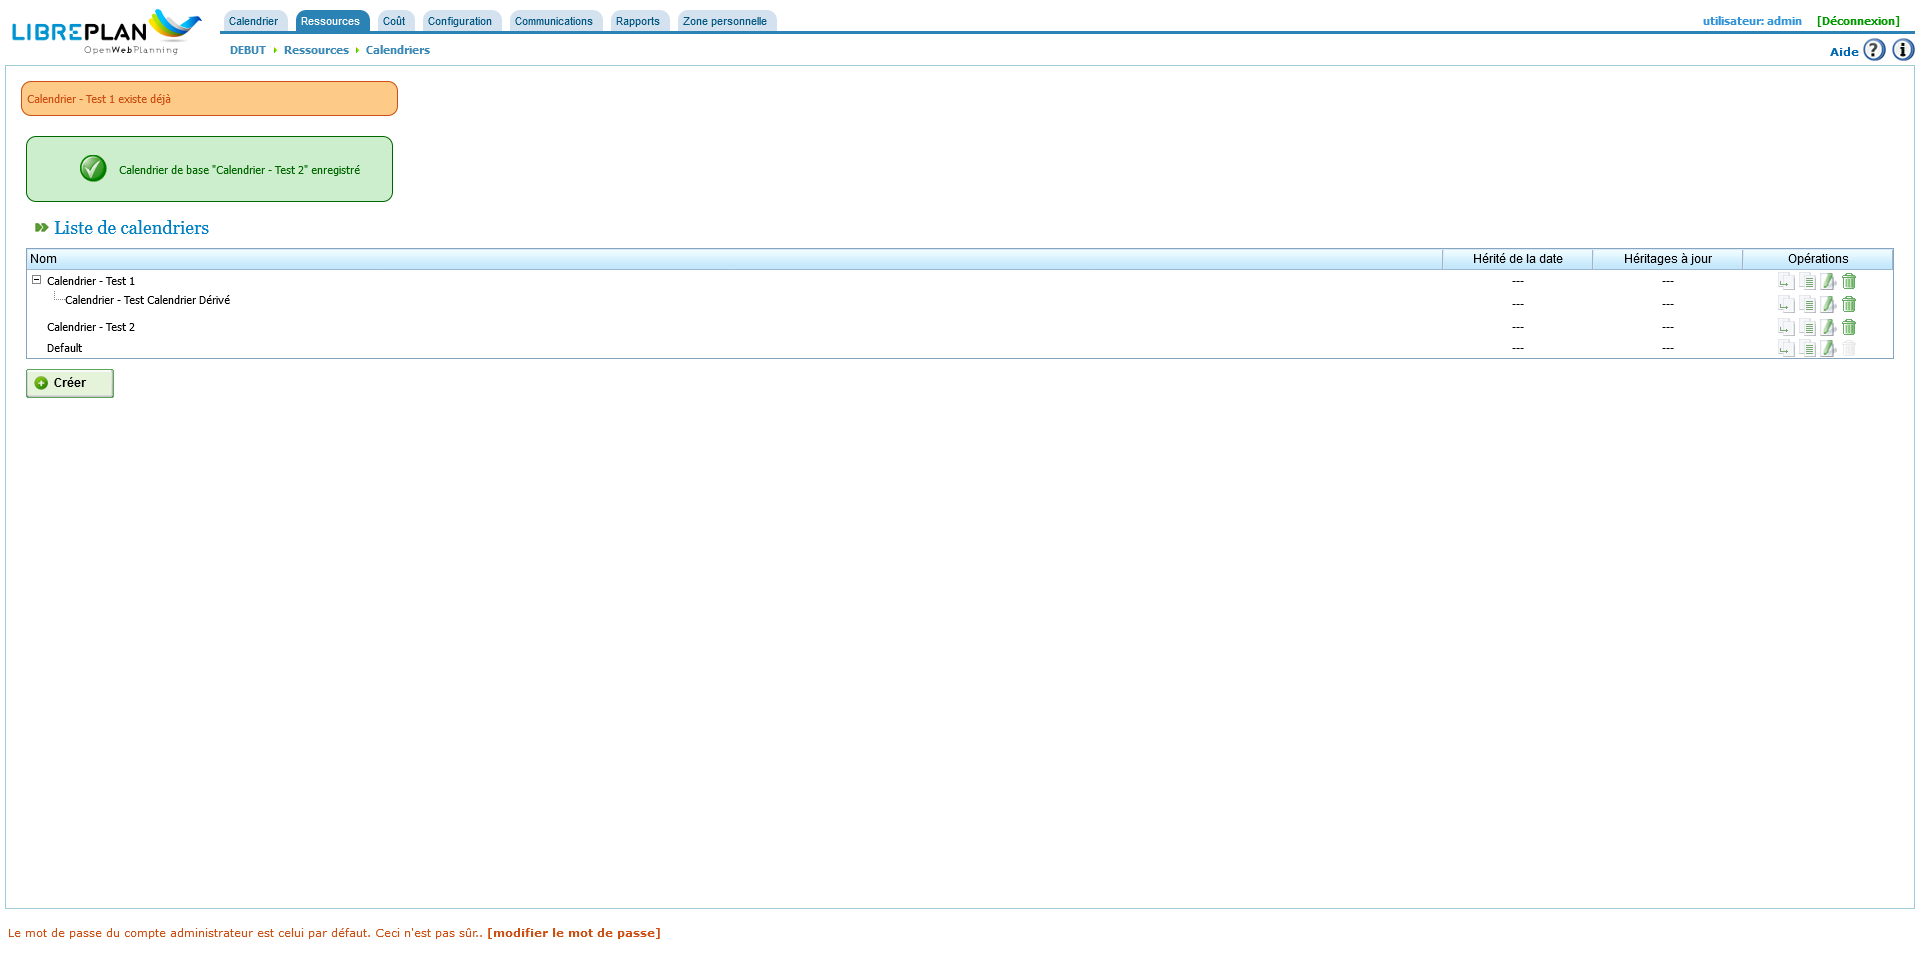 LIBREPLAN
OpenWebPlanning
Calendrier Ressources Coût Configuration Communications Rapports Zone personnelle
utilisateur: admin [Déconnexion]
DEBUT Ressources Calendriers
Aide ? i
Calendrier - Test 1 existe déjà
Calendrier de base "Calendrier - Test 2" enregistré
Liste de calendriers
Nom Hérité de la date Héritages à jour Opérations
Calendrier - Test 1 --- ---
Calendrier - Test Calendrier Dérivé --- ---
Calendrier - Test 2 --- ---
Default --- ---
Créer
Le mot de passe du compte administrateur est celui par défaut. Ceci n'est pas sûr.. [modifier le mot de passe]